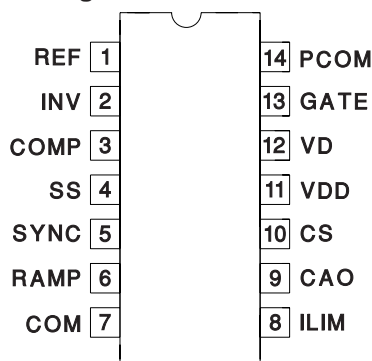 REF 1 14 PCOM
INV 2 13 GATE
COMP 3 12 VD
SS 4 11 VDD
SYNC 5 10 CS
RAMP 6 9 CAO
COM 7 8 ILIM